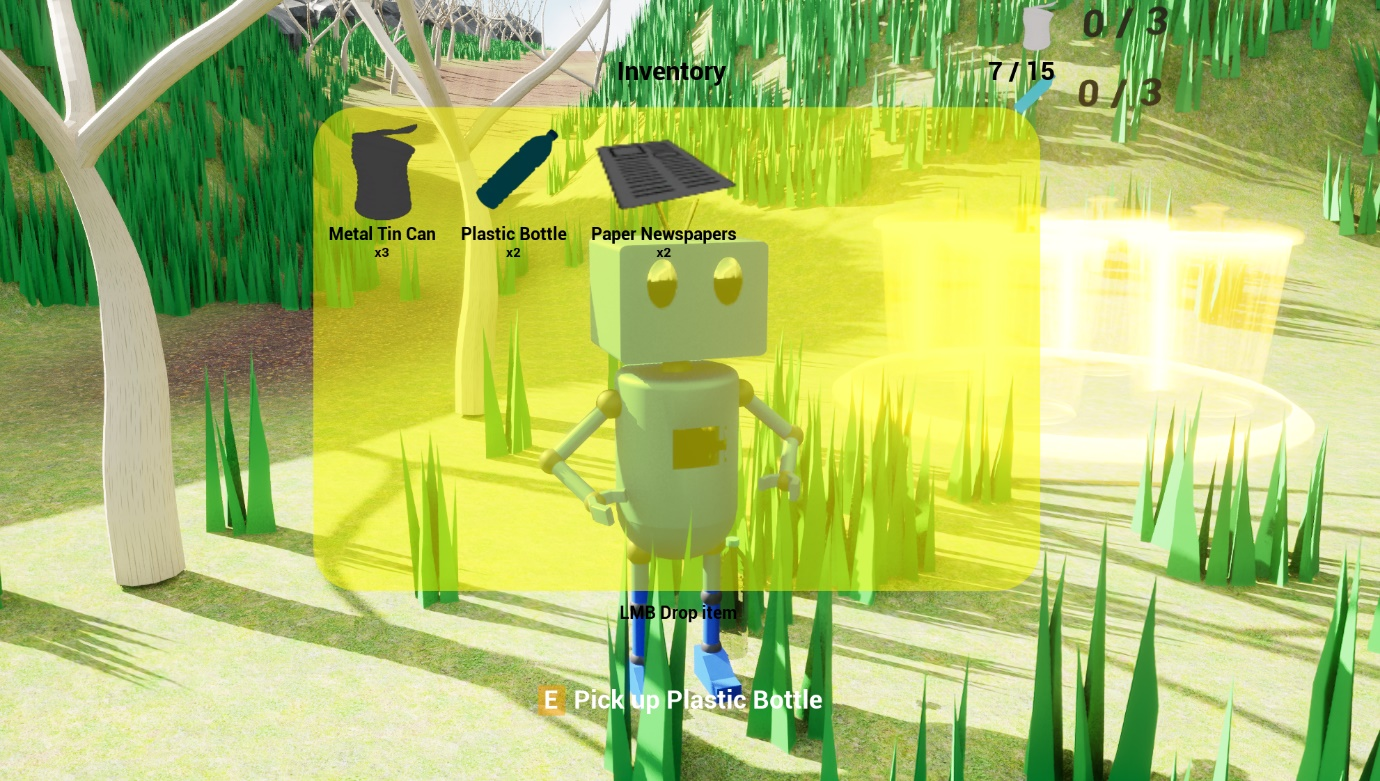 0 / 3
Inventory
7 / 15
0 / 3
Metal Tin Can
x3
Plastic Bottle
x2
Paper Newspapers
x2
LMB Drop item
E Pick up Plastic Bottle